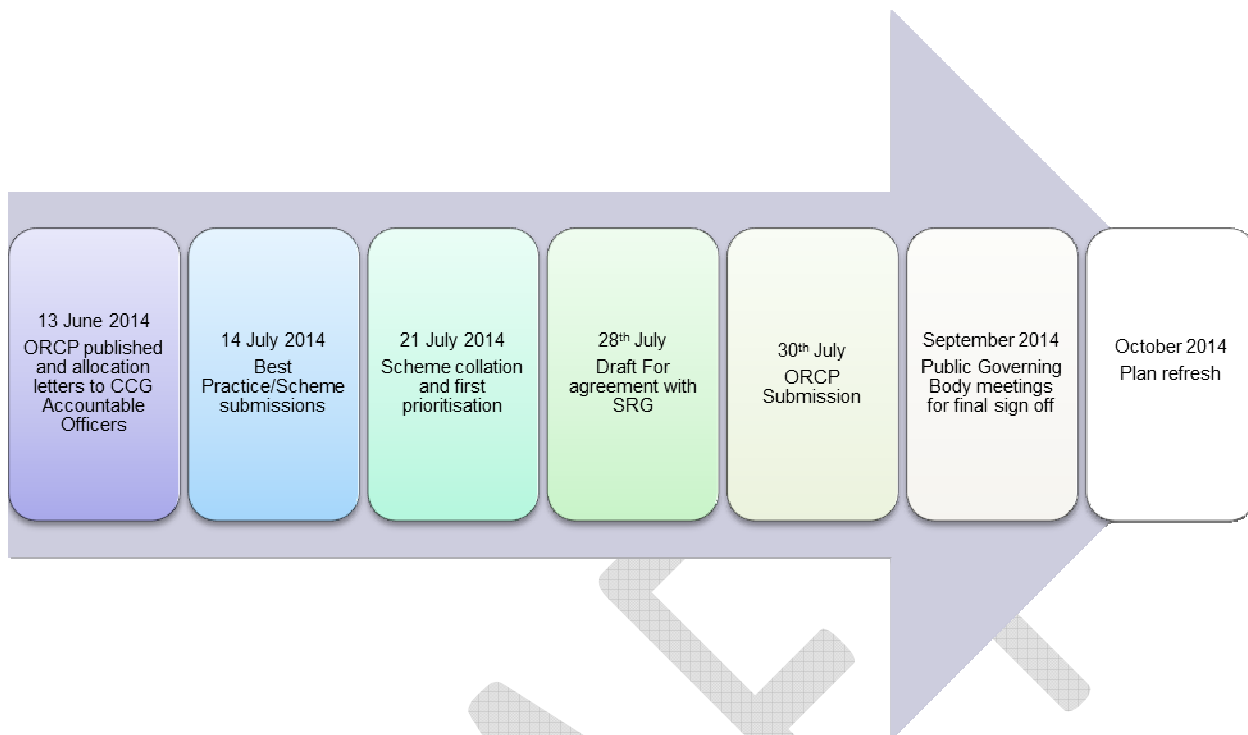 13 June 2014
ORCP published
and allocation
letters to CCG
Accountable
Officers
14 July 2014
Best
Practice/Scheme
submissions
21 July 2014
Scheme collation
and first
prioritisation
28th July
Draft For
agreement with
SRG
30th July
ORCP
Submission
September 2014
Public Governing
Body meetings
for final sign off
October 2014
Plan refresh